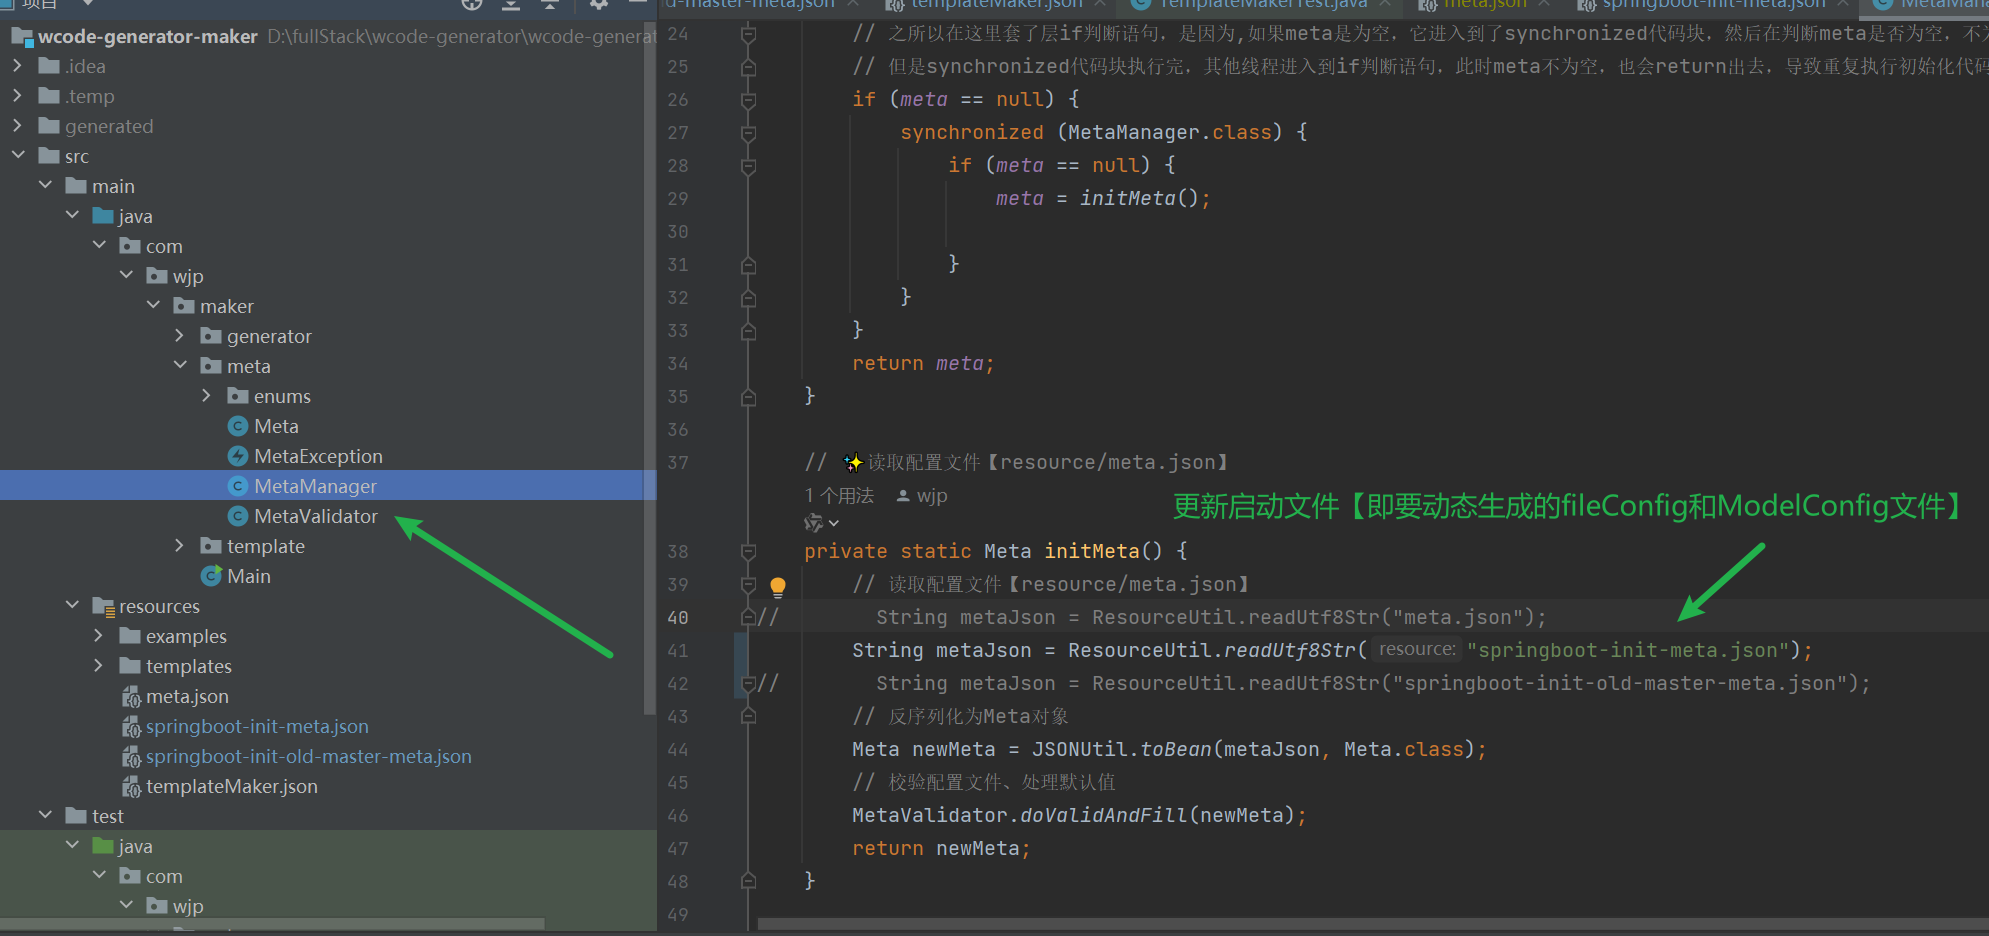 项目
d-master-meta.json
templateMaker.json
TemplateMakerTest.java
meta.json
springboot-init-meta.json
MetaMana
wcode-generator-maker D:\fullStack\wcode-generator\wcode-generat
.idea
.temp
generated
src
main
java
com
wjp
maker
generator
meta
enums
Meta
MetaException
MetaManager
MetaValidator
template
Main
resources
examples
templates
meta.json
springboot-init-meta.json
springboot-init-old-master-meta.json
templateMaker.json
test
java
com
wjp
24 // 之所以在这里套了层if判断语句，是因为,如果meta是为空，它进入到了synchronized代码块，然后在判断meta是否为空，不为
25 // 但是synchronized代码块执行完，其他线程进入到if判断语句，此时meta不为空，也会return出去，导致重复执行初始化代码
26 if (meta == null) {
27 synchronized (MetaManager.class) {
28 if (meta == null) {
29 meta = initMeta();
30
31 }
32 }
33 }
34 return meta;
35 }
36
37 // ✨读取配置文件【resource/meta.json】
1 个用法 wjp
更新启动文件【即要动态生成的fileConfig和ModelConfig文件】
38 private static Meta initMeta() {
39 // 读取配置文件【resource/meta.json】
40 // String metaJson = ResourceUtil.readUtf8Str("meta.json");
41 String metaJson = ResourceUtil.readUtf8Str( resource: "springboot-init-meta.json");
42 // String metaJson = ResourceUtil.readUtf8Str("springboot-init-old-master-meta.json");
43 // 反序列化为Meta对象
44 Meta newMeta = JSONUtil.toBean(metaJson, Meta.class);
45 // 校验配置文件、处理默认值
46 MetaValidator.doValidAndFill(newMeta);
47 return newMeta;
48 }
49